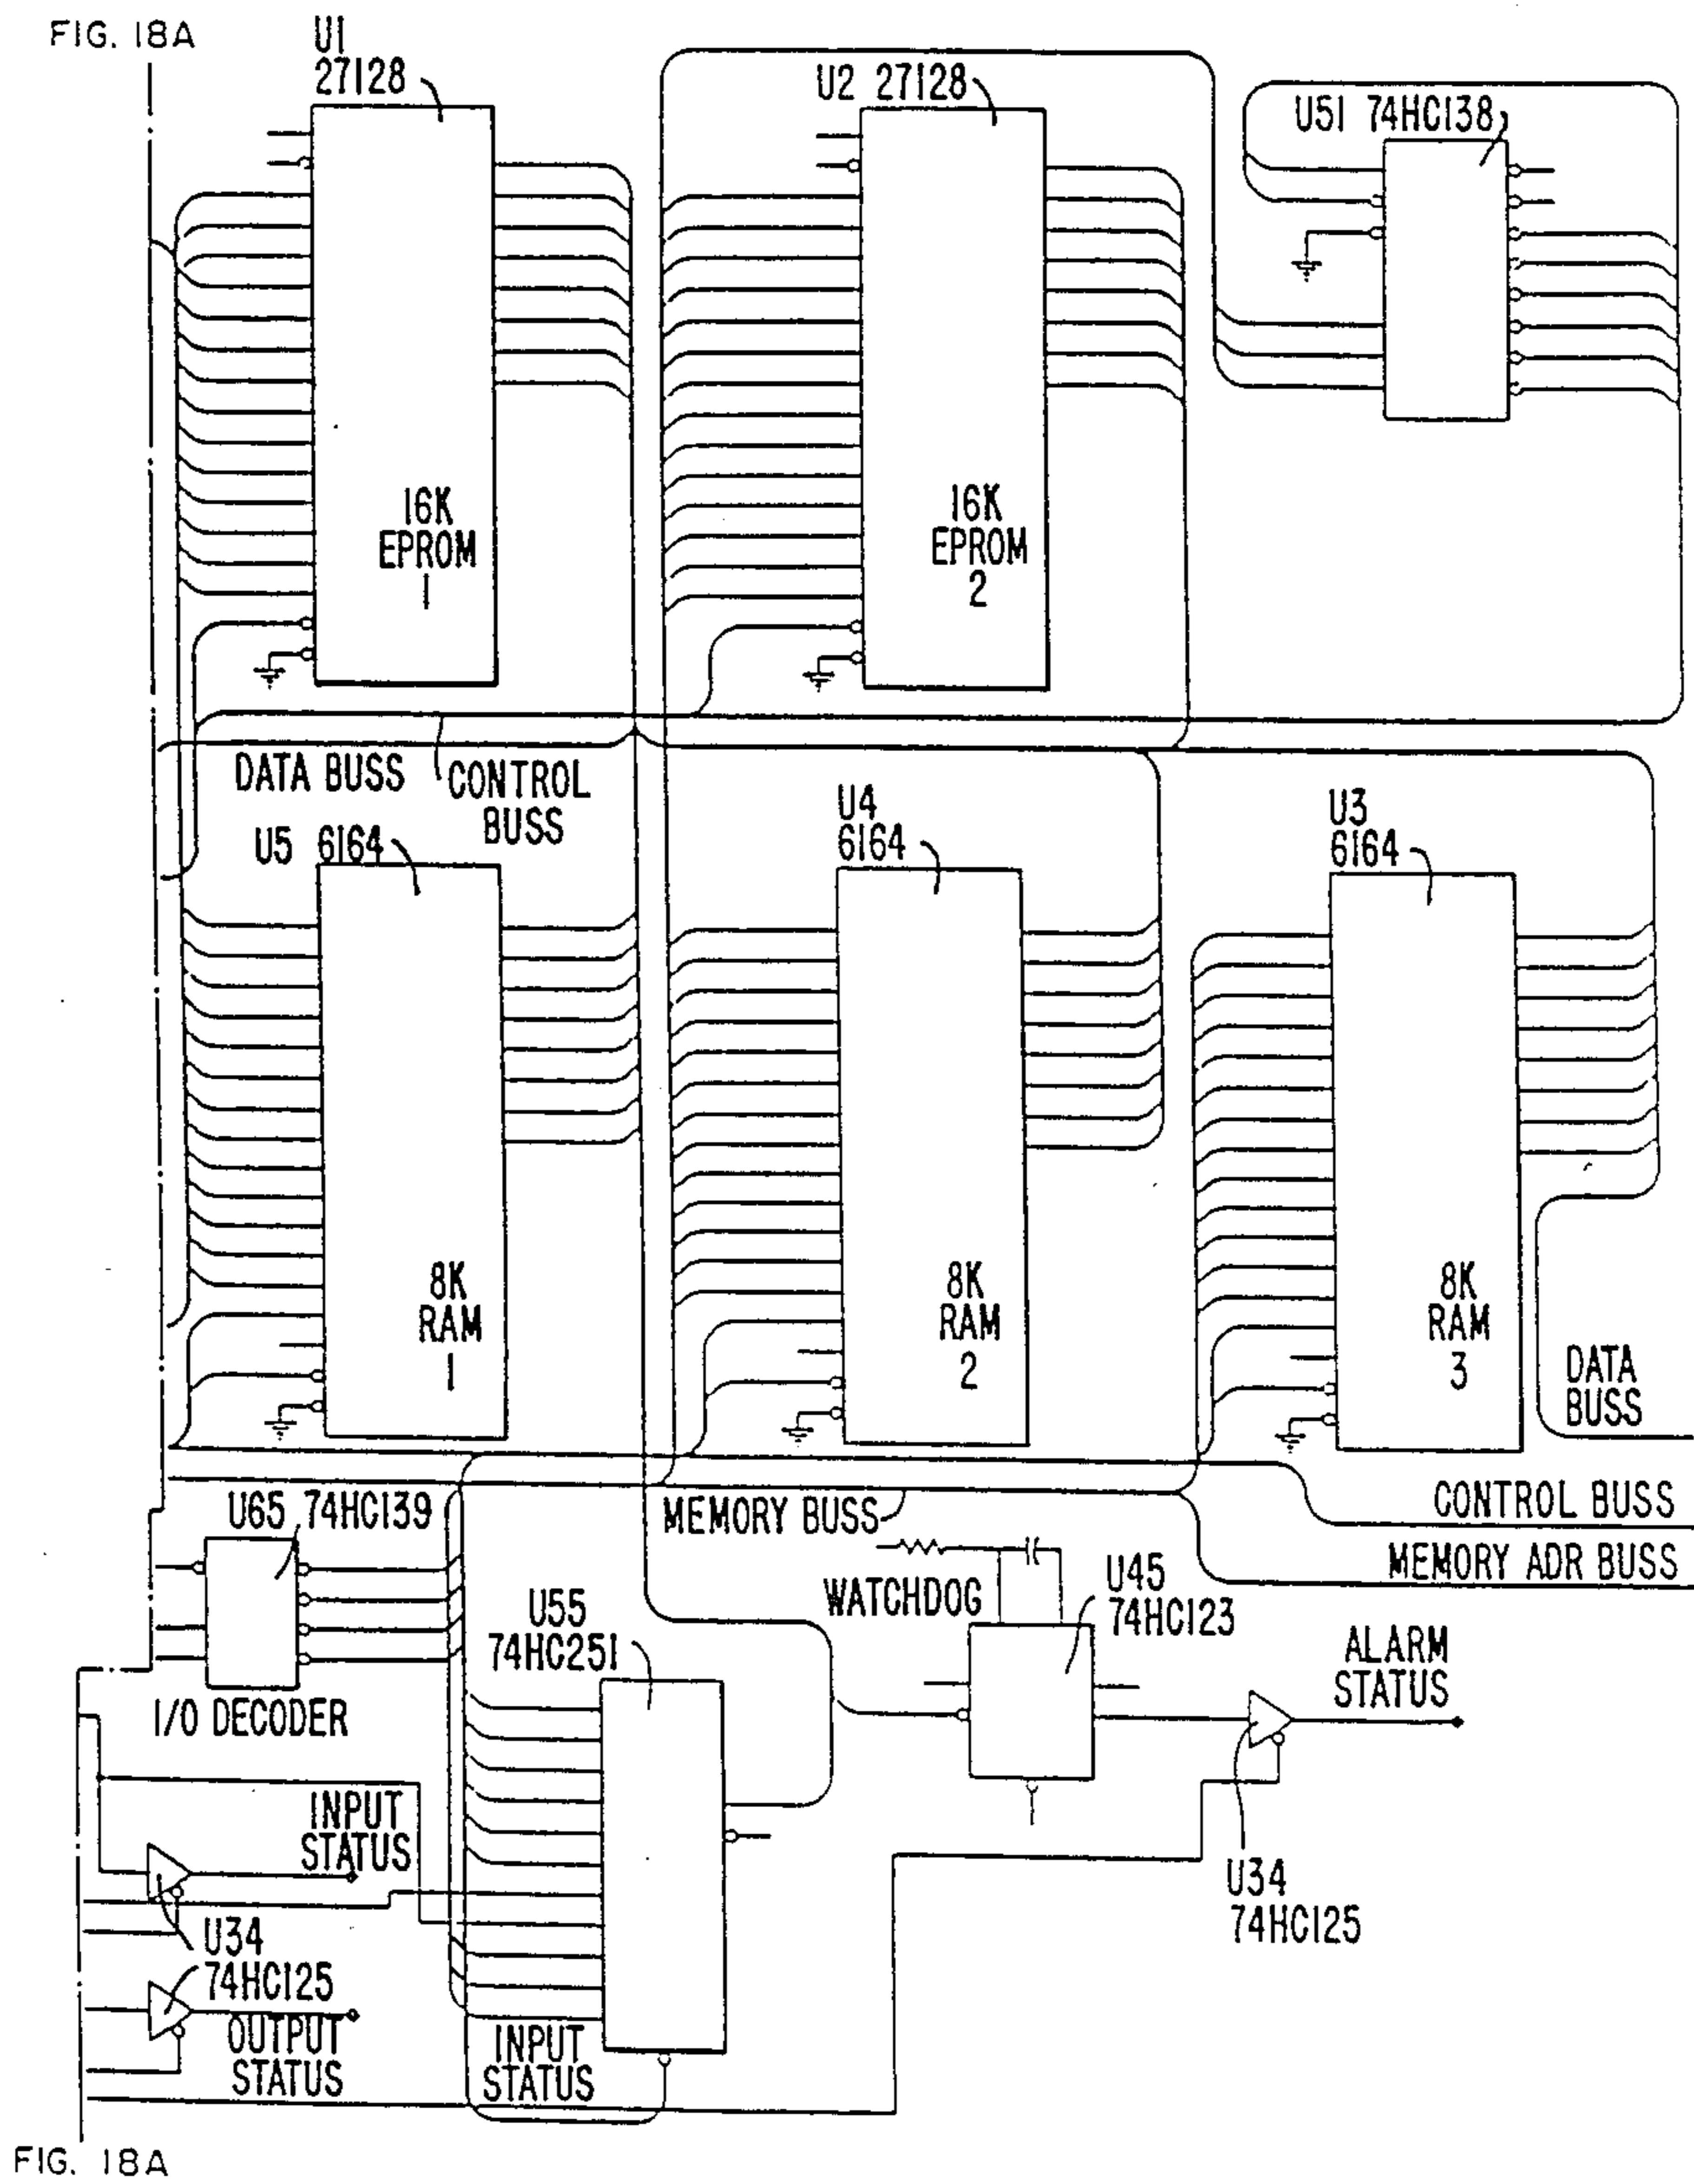 FIG. 18A
U1
27128
U2 27128
U51 74HC138
16K
EPROM
1
16K
EPROM
2
DATA BUSS
CONTROL
BUSS
U5 6164
U4
6164
U3
6164
8K
RAM
1
8K
RAM
2
8K
RAM
3
DATA
BUSS
CONTROL BUSS
MEMORY BUSS
MEMORY ADR BUSS
U65 74HC139
I/O DECODER
U55
74HC251
WATCHDOG
U45
74HC123
ALARM
STATUS
INPUT
STATUS
U34
74HC125
U34
74HC125
OUTPUT
STATUS
INPUT
STATUS
FIG. 18A